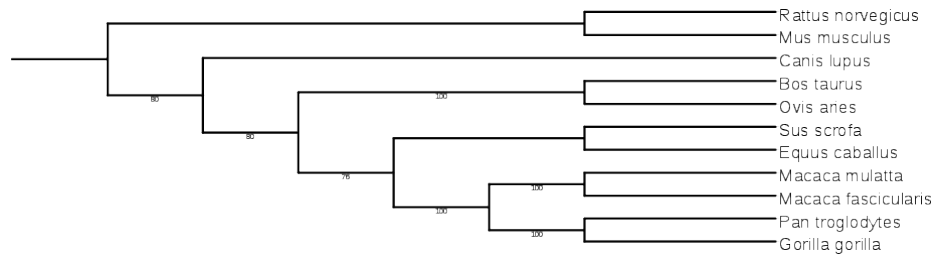 Rattus norvegicus
Mus musculus
Canis lupus
80
Bos taurus
100
Ovis aries
Sus scrofa
80
Equus caballus
Macaca mulatta
76
100
Macaca fascicularis
100
Pan troglodytes
100
Gorilla gorilla